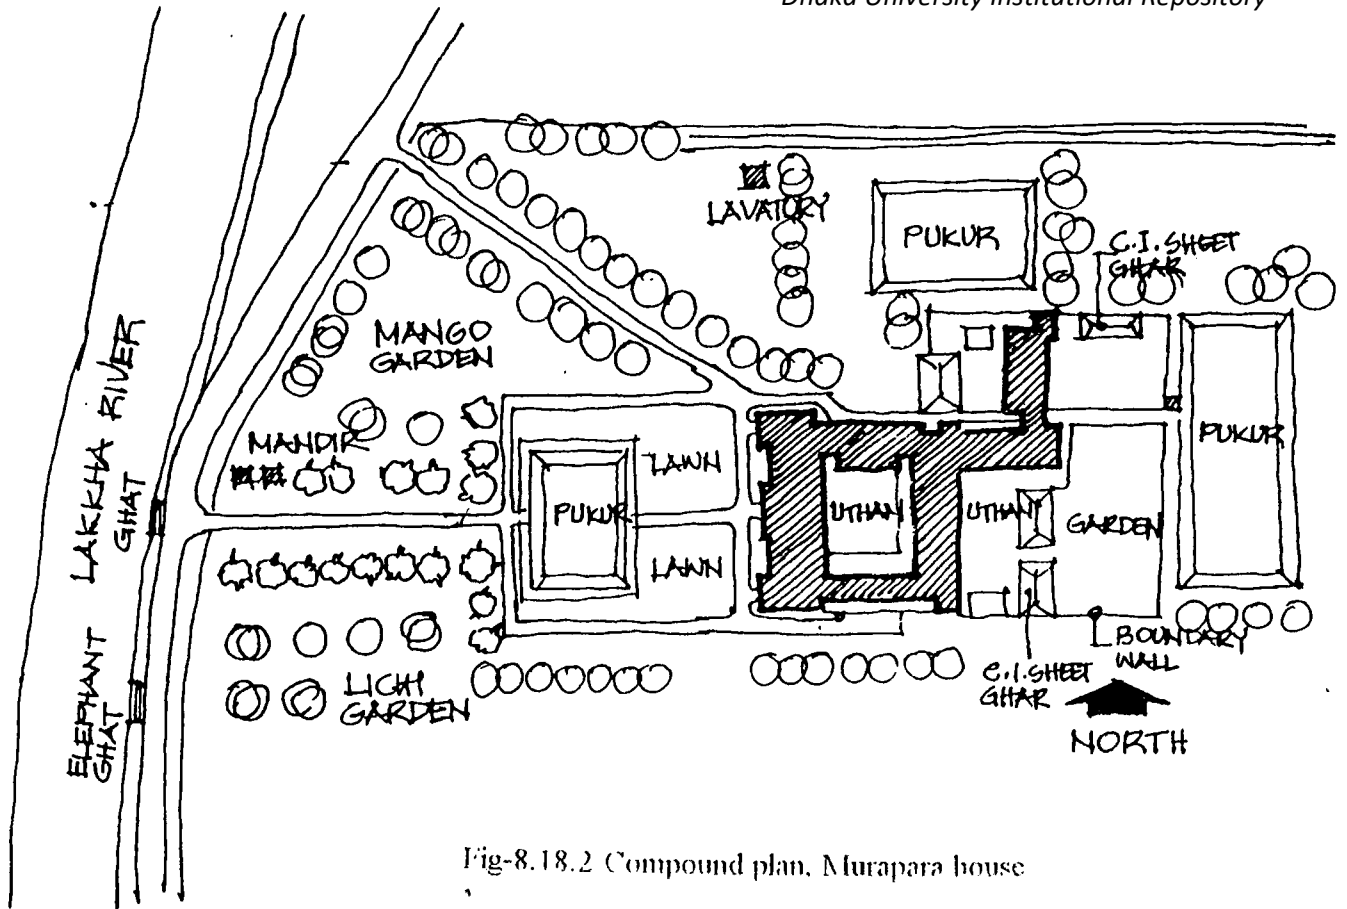 Dhaka University Institutional Repository
LAVATORY
PUKUR
C.I. SHEET
GHAR
MANGO
GARDEN
LAKKHA RIVER
GHAT
MANDIR
LAWN
PUKUR
LAWN
UTHAN
UTHAN
GARDEN
PUKUR
ELEPHANT
GHAT
LICHI
GARDEN
BOUNDARY
WALL
C.I. SHEET
GHAR
NORTH
Fig-8.18.2 Compound plan, Murapara house